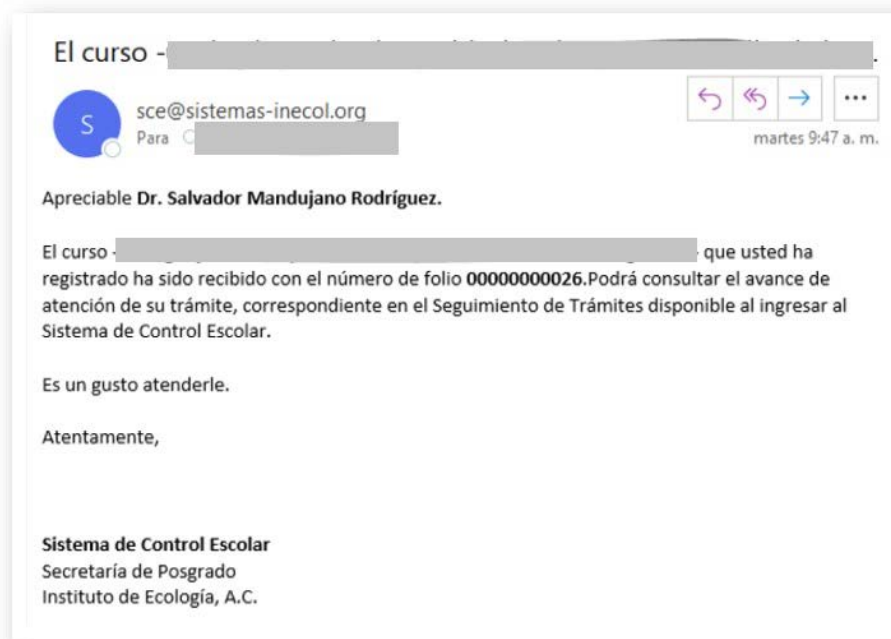 El curso -
S
sce@sistemas-inecol.org
Para
martes 9:47 a. m.
Apreciable Dr. Salvador Mandujano Rodríguez.
El curso - - que usted ha
registrado ha sido recibido con el número de folio 00000000026.Podrá consultar el avance de
atención de su trámite, correspondiente en el Seguimiento de Trámites disponible al ingresar al
Sistema de Control Escolar.
Es un gusto atenderle.
Atentamente,
Sistema de Control Escolar
Secretaría de Posgrado
Instituto de Ecología, A.C.